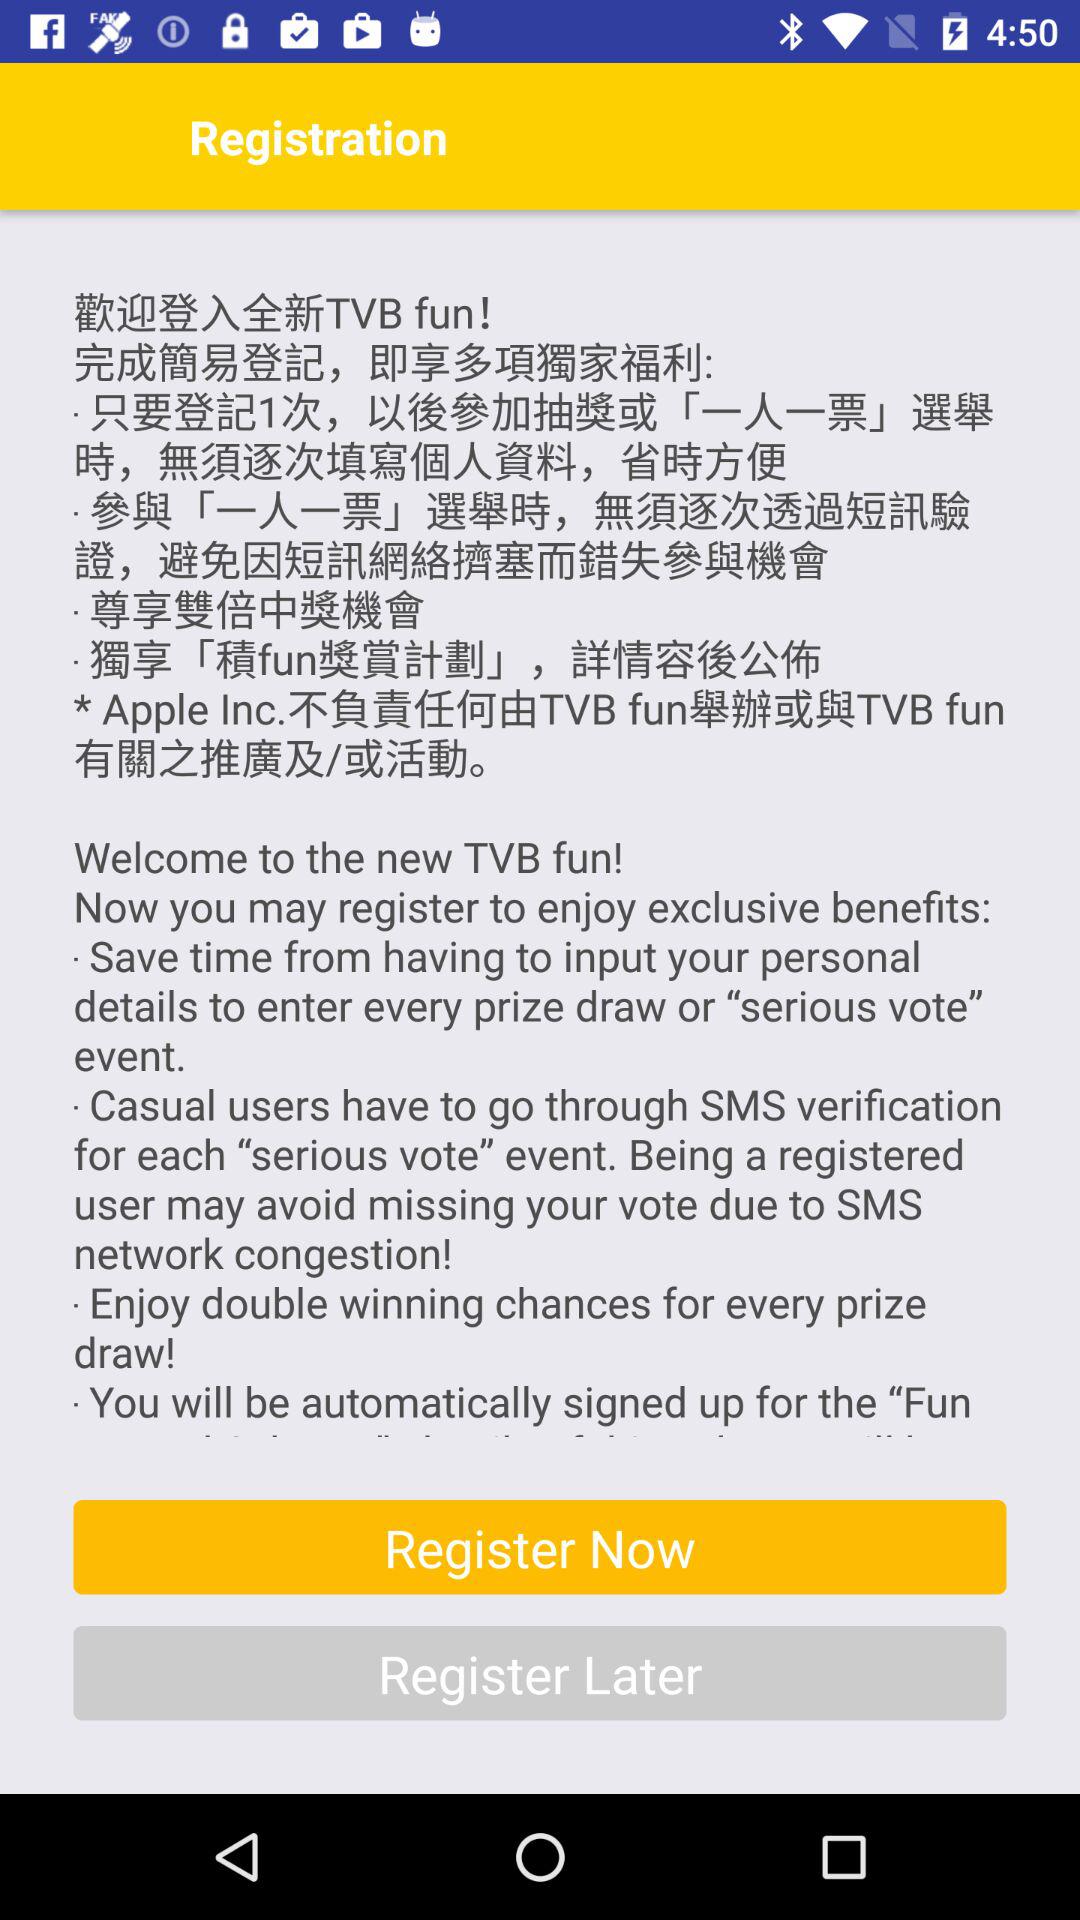 FAKE
4:50
Registration
歡迎登入全新TVB fun！
完成簡易登記，即享多項獨家福利:
· 只要登記1次，以後參加抽獎或「一人一票」選舉
時，無須逐次填寫個人資料，省時方便
· 參與「一人一票」選舉時，無須逐次透過短訊驗
證，避免因短訊網絡擠塞而錯失參與機會
· 尊享雙倍中獎機會
· 獨享「積fun獎賞計劃」，詳情容後公佈
* Apple Inc.不負責任何由TVB fun舉辦或與TVB fun
有關之推廣及/或活動。
Welcome to the new TVB fun!
Now you may register to enjoy exclusive benefits:
· Save time from having to input your personal
details to enter every prize draw or “serious vote”
event.
· Casual users have to go through SMS verification
for each “serious vote” event. Being a registered
user may avoid missing your vote due to SMS
network congestion!
· Enjoy double winning chances for every prize
draw!
· You will be automatically signed up for the “Fun
Register Now
Register Later